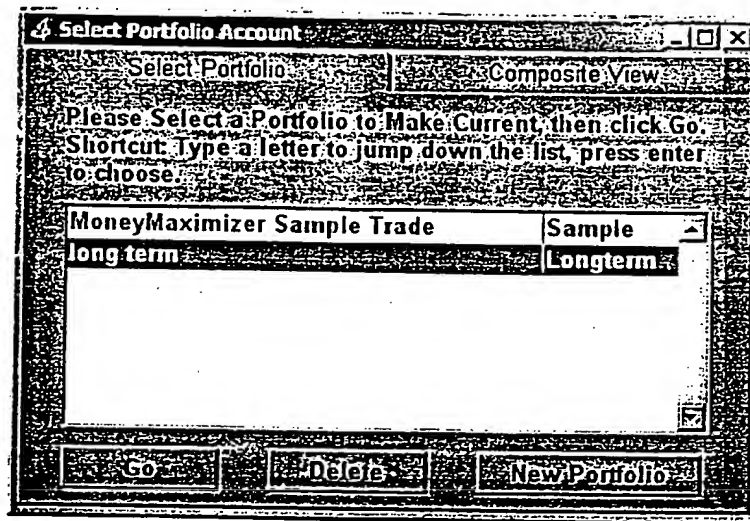 Select Portfolio Account
Select Portfolio
Composite View
Please Select a Portfolio to Make Current, then click Go.
Shortcut: Type a letter to jump down the list, press enter
to choose.
MoneyMaximizer Sample Trade Sample
long term Longterm
Go Delete New Portfolio